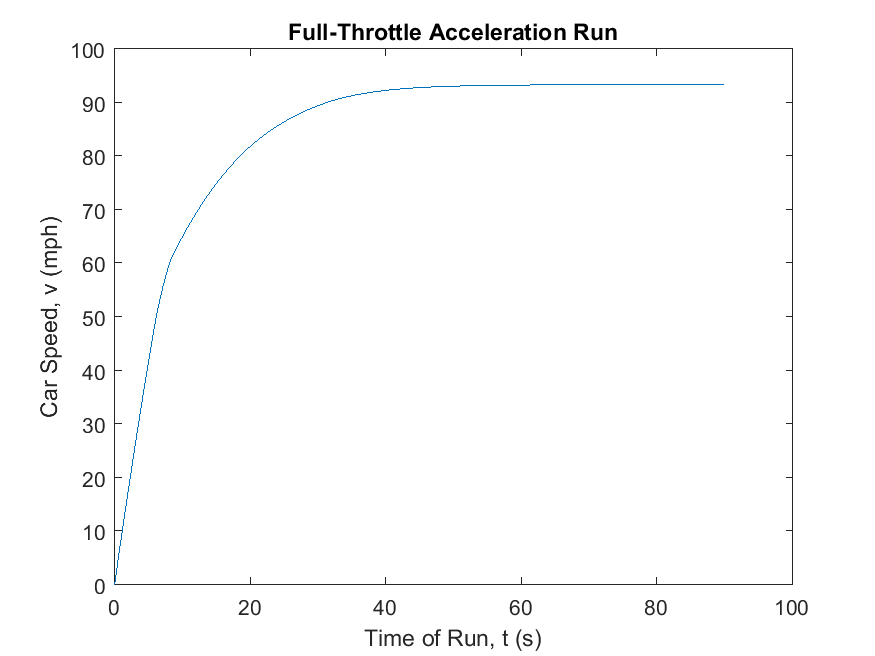 Full-Throttle Acceleration Run
100
90
80
70
60
50
40
30
20
10
0
Car Speed, v (mph)
0 20 40 60 80 100
Time of Run, t (s)